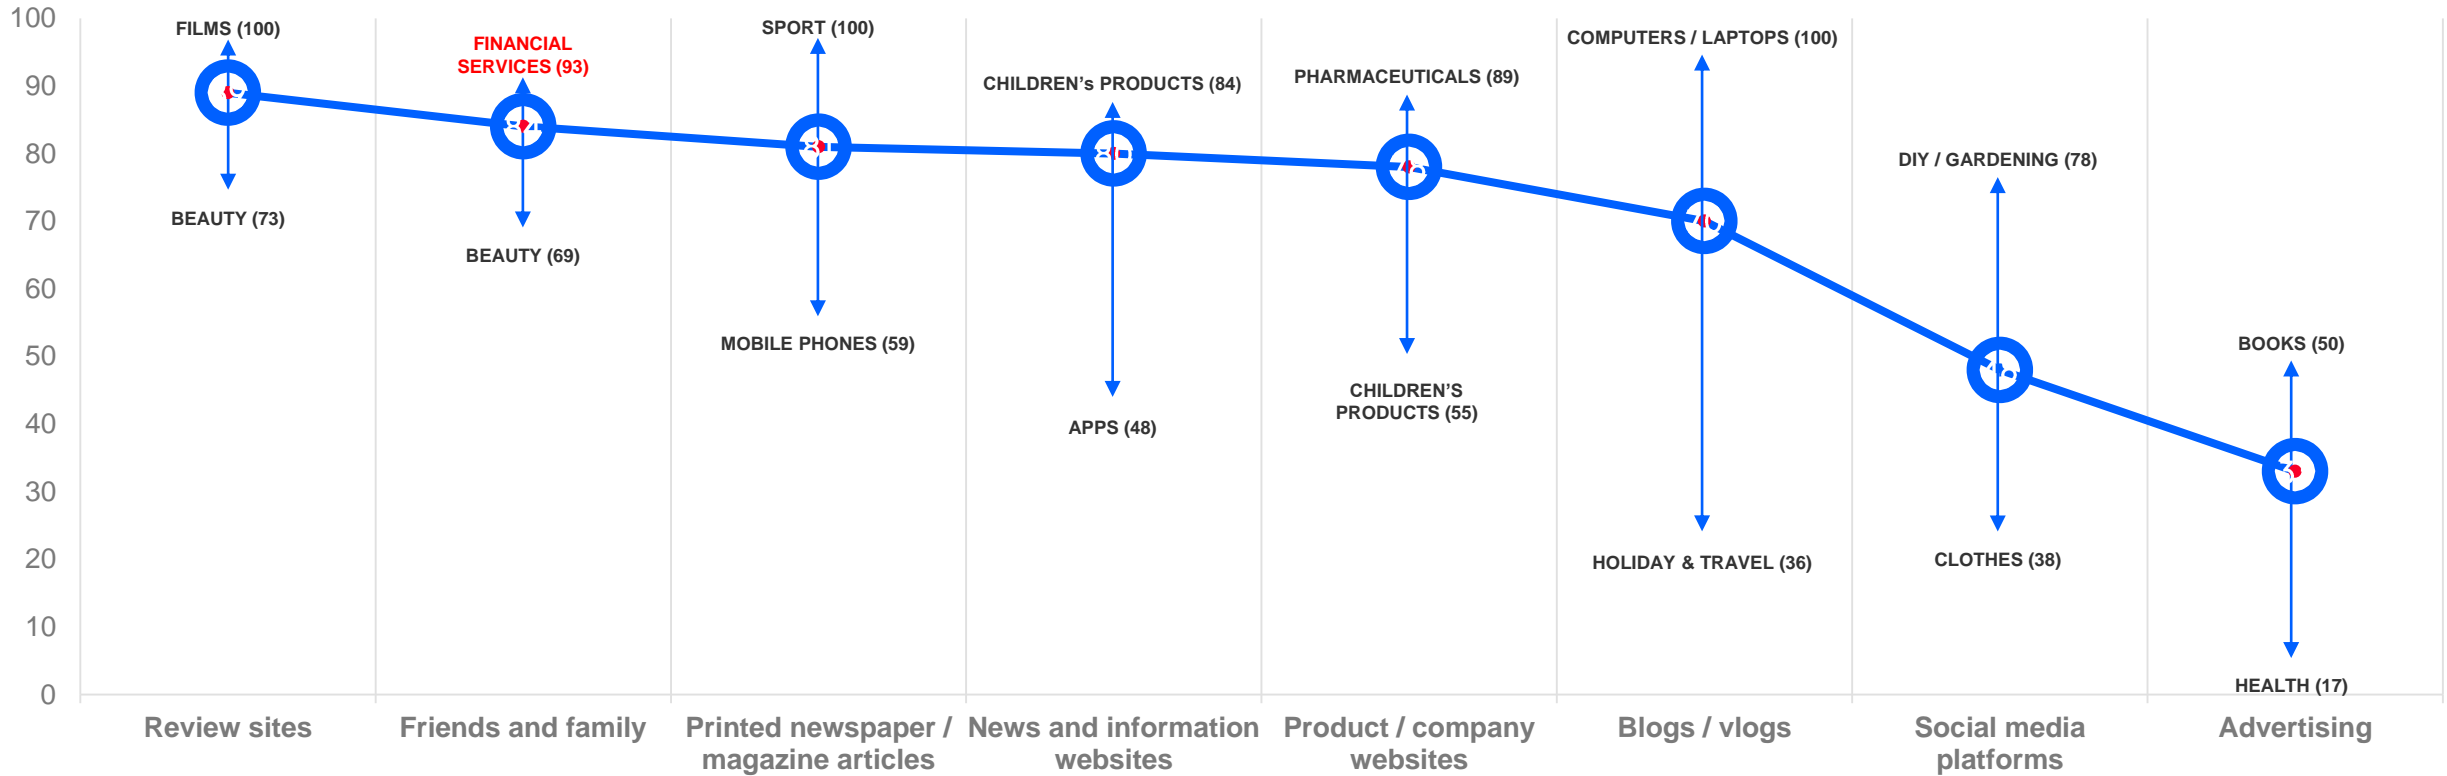 100
90
80
70
60
50
40
30
20
10
0
FILMS (100)
BEAUTY (73)
FINANCIAL
SERVICES (93)
BEAUTY (69)
SPORT (100)
MOBILE PHONES (59)
CHILDREN's PRODUCTS (84)
APPS (48)
PHARMACEUTICALS (89)
CHILDREN'S
PRODUCTS (55)
COMPUTERS / LAPTOPS (100)
HOLIDAY & TRAVEL (36)
DIY / GARDENING (78)
CLOTHES (38)
BOOKS (50)
HEALTH (17)
Review sites
Friends and family
Printed newspaper /
magazine articles
News and information
websites
Product / company
websites
Blogs / vlogs
Social media
platforms
Advertising